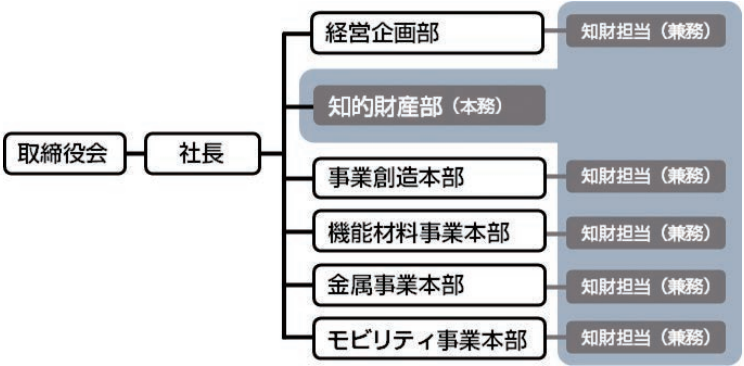 取締役会
社長
経営企画部
知財担当（兼務）
知的財産部（本務）
事業創造本部
知財担当（兼務）
機能材料事業本部
知財担当（兼務）
金属事業本部
知財担当（兼務）
モビリティ事業本部
知財担当（兼務）